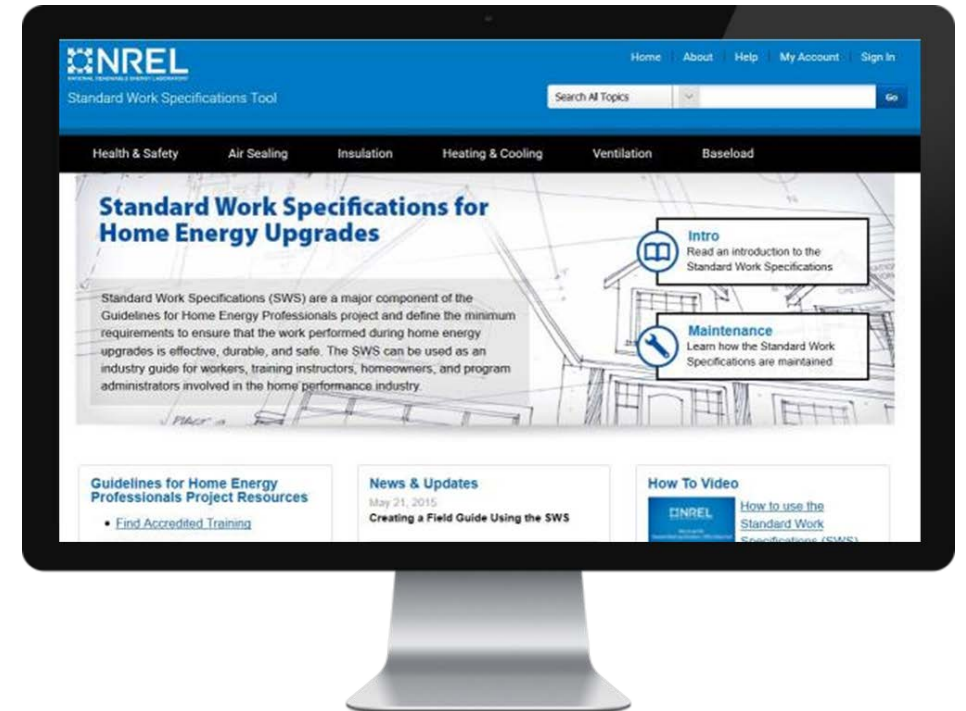 NREL
NATIONAL RENEWABLE ENERGY LABORATORY
Home About Help My Account Sign In
Standard Work Specifications Tool
Search All Topics
Go
Health & Safety Air Sealing Insulation Heating & Cooling Ventilation Baseload
Standard Work Specifications for
Home Energy Upgrades
Standard Work Specifications (SWS) are a major component of the
Guidelines for Home Energy Professionals project and define the minimum
requirements to ensure that the work performed during home energy
upgrades is effective, durable, and safe. The SWS can be used as an
industry guide for workers, training instructors, homeowners, and program
administrators involved in the home performance industry.
Intro
Read an introduction to the
Standard Work Specifications
Maintenance
Learn how the Standard Work
Specifications are maintained
Guidelines for Home Energy
Professionals Project Resources
Find Accredited Training
News & Updates
May 21, 2015
Creating a Field Guide Using the SWS
How To Video
NREL
How to use the
Standard Work
Specifications (SWS)